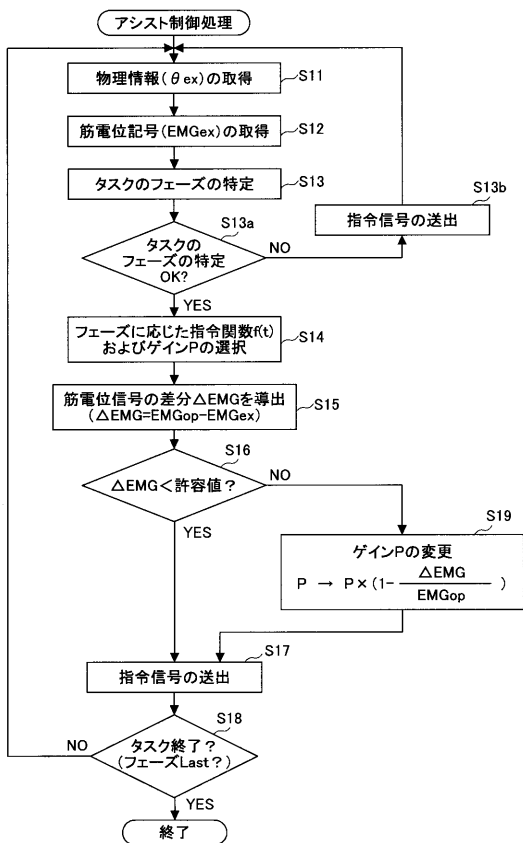 アシスト制御処理
物理情報(θex)の取得
S11
筋電位記号(EMGex)の取得
S12
タスクのフェーズの特定
S13
S13a
タスクの
フェーズの特定
OK?
NO
YES
S13b
指令信号の送出
フェーズに応じた指令関数f(t)
およびゲインPの選択
S14
筋電位信号の差分△EMGを導出
(△EMG=EMGop-EMGex)
S15
S16
△EMG<許容値?
NO
YES
S19
ゲインPの変更
P → P×(1- △EMG )
EMGop
S17
指令信号の送出
S18
タスク終了?
(フェーズLast?)
NO
YES
終了